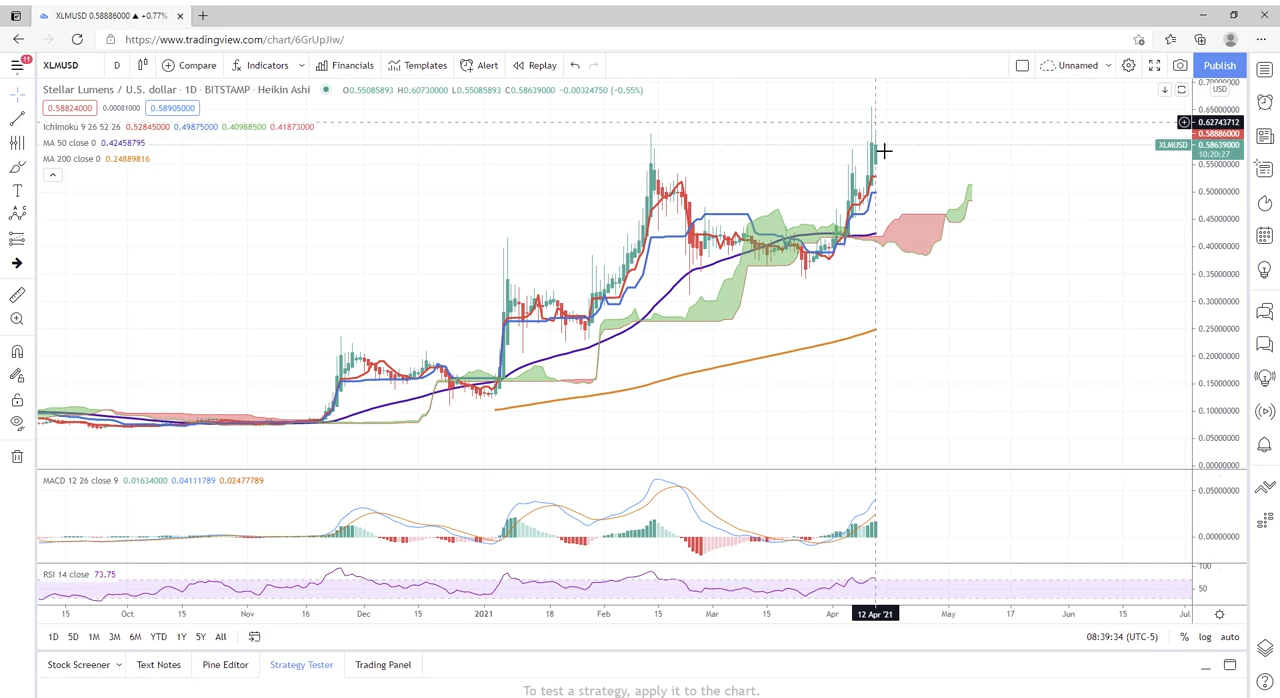 XLMUSD 0.58886000 ▲ +0.77%
https://www.tradingview.com/chart/6GrUpJIw/
11
XLMUSD D Compare Indicators Financials Templates Alert Replay Unnamed Publish
Stellar Lumens / U.S. dollar · 1D · BITSTAMP · Heikin Ashi O0.55085893 H0.60730000 L0.55085893 C0.58639000 −0.00324750 (−0.55%)
USD
0.58824000 0.00081000 0.58905000
Ichimoku 9 26 52 26 0.52845000 0.49875000 0.40988500 0.41873000
MA 50 close 0 0.42458795
MA 200 close 0 0.24889816
0.65000000
0.62743712
0.58886000
XLMUSD 0.58639000
10:20:27
0.55000000
0.50000000
0.45000000
0.40000000
0.35000000
0.30000000
0.25000000
0.20000000
0.15000000
0.10000000
0.05000000
0.00000000
MACD 12 26 close 9 0.01634000 0.04111789 0.02477789
0.05000000
0.00000000
RSI 14 close 73.75
100
50
15 Oct 15 Nov 16 Dec 15 2021 18 Feb 15 Mar 15 Apr 12 Apr '21 May 17 Jun 15 Jul
1D 5D 1M 3M 6M YTD 1Y 5Y All 08:39:34 (UTC-5) % log auto
Stock Screener Text Notes Pine Editor Strategy Tester Trading Panel
To test a strategy, apply it to the chart.